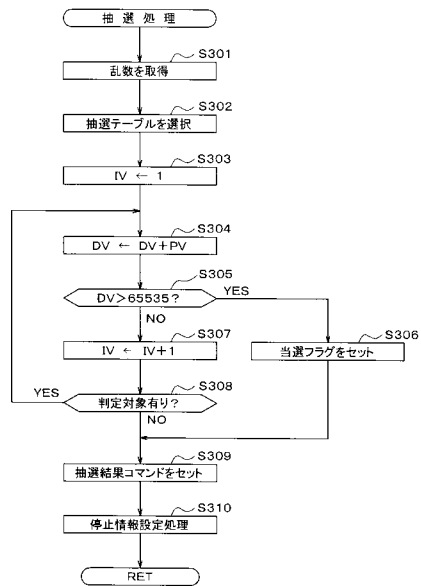 抽選処理
S301
乱数を取得
S302
抽選テーブルを選択
S303
IV ← 1
S304
DV ← DV+PV
S305
DV>65535?
YES
NO
S307
IV ← IV+1
S306
当選フラグをセット
S308
YES
判定対象有り?
NO
S309
抽選結果コマンドをセット
S310
停止情報設定処理
RET